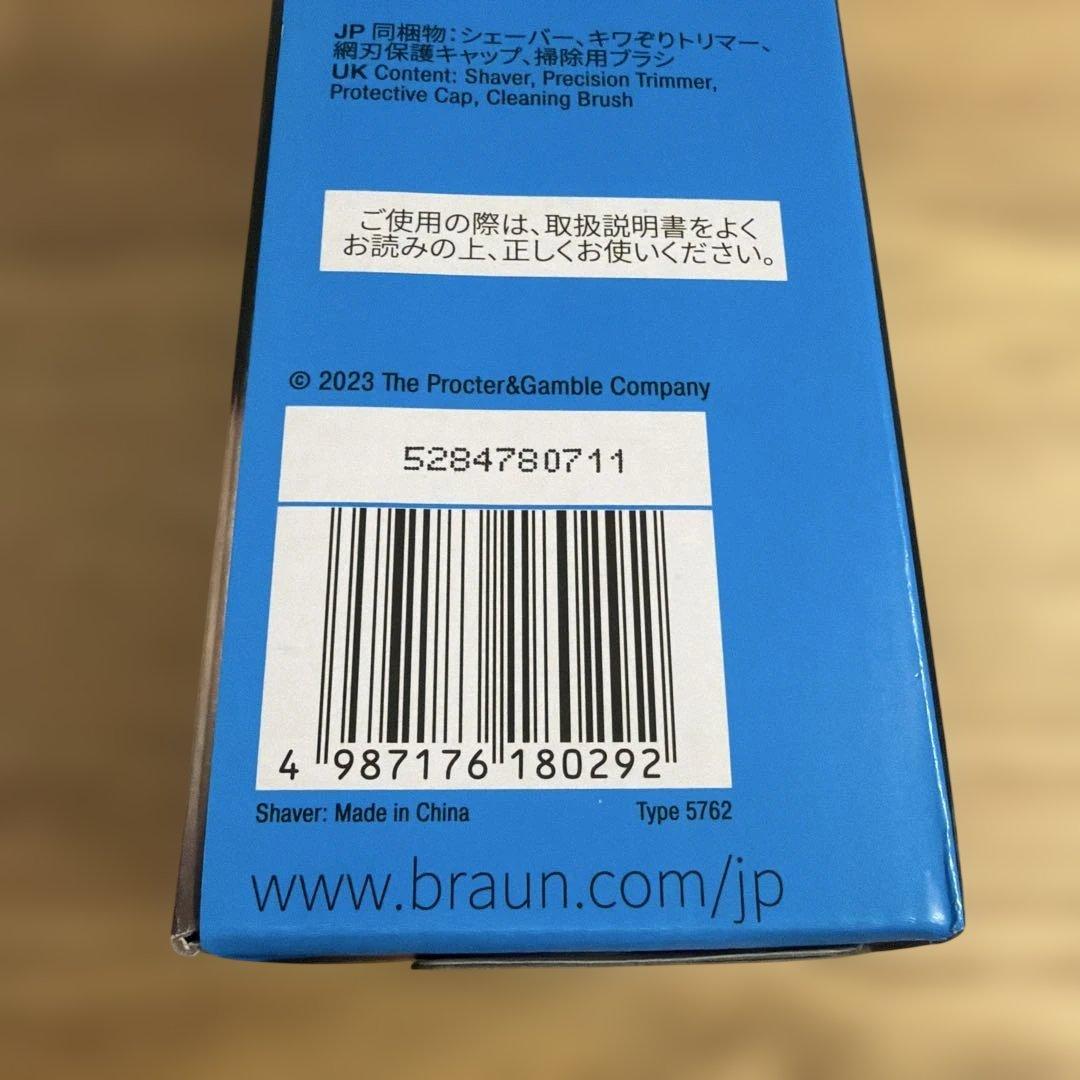 JP 同梱物:シェーバー、キワぞりトリマー、
網刃保護キャップ、掃除用ブラシ
UK Content: Shaver, Precision Trimmer,
Protective Cap, Cleaning Brush
ご使用の際は、取扱説明書をよく
お読みの上、正しくお使いください。
© 2023 The Procter&Gamble Company
5284780711
4 987176 180292
Shaver: Made in China Type 5762
www.braun.com/jp